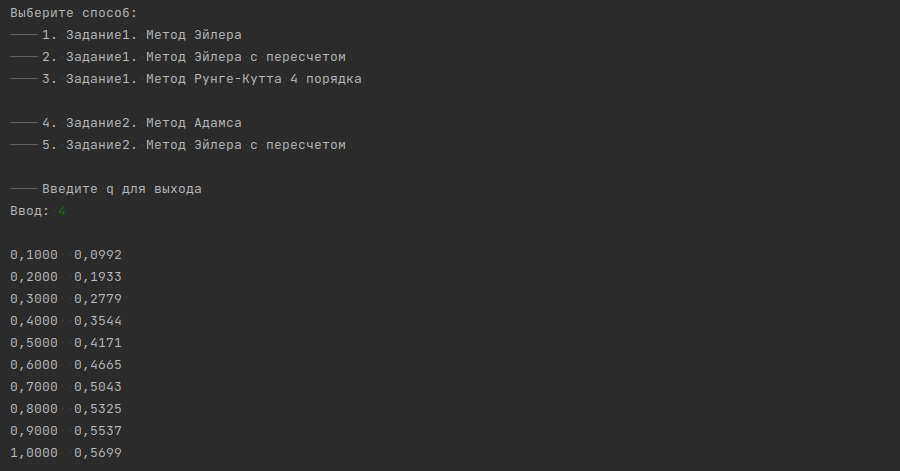 Выберите способ:
1. Задание1. Метод Эйлера
2. Задание1. Метод Эйлера с пересчетом
3. Задание1. Метод Рунге-Кутта 4 порядка
4. Задание2. Метод Адамса
5. Задание2. Метод Эйлера с пересчетом
Введите q для выхода
Ввод: 4
0,1000 0,0992
0,2000 0,1933
0,3000 0,2779
0,4000 0,3544
0,5000 0,4171
0,6000 0,4665
0,7000 0,5043
0,8000 0,5325
0,9000 0,5537
1,0000 0,5699